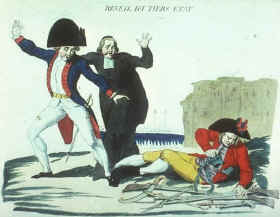 REVEIL DU TIERS ETAT